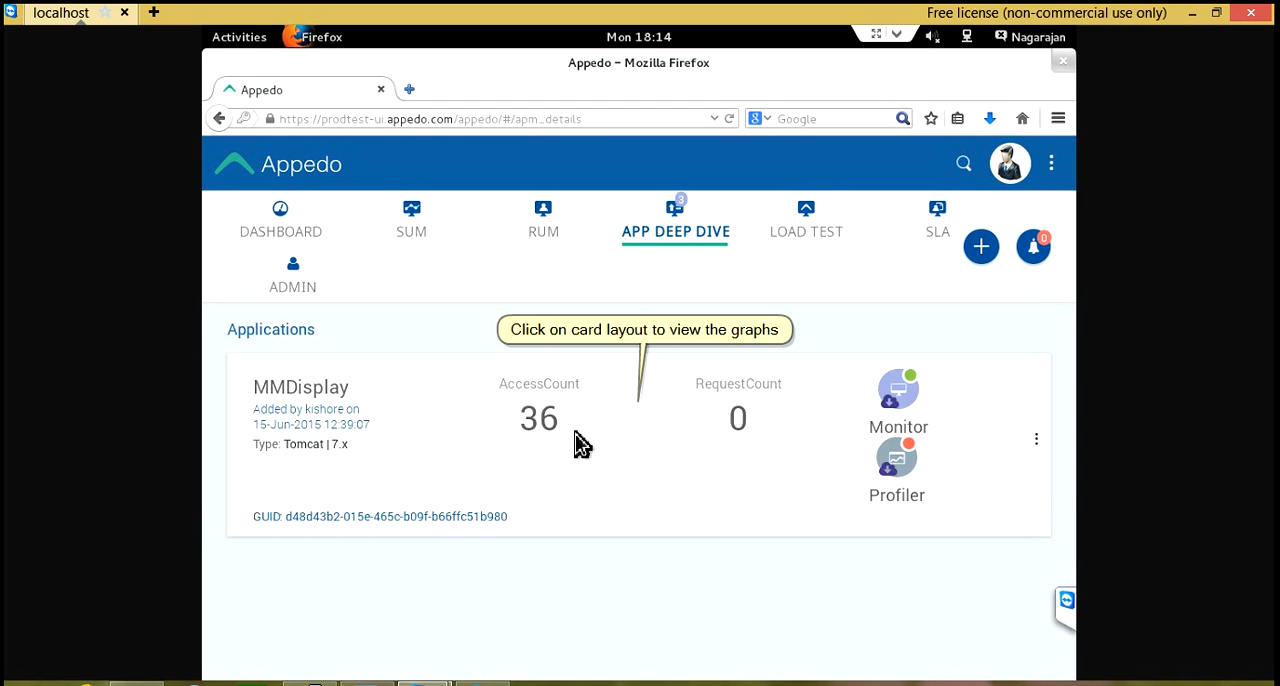 localhost
Free license (non-commercial use only)
Activities Firefox Mon 18:14 Nagarajan
Appedo - Mozilla Firefox
Appedo
https://prodtest-ui.appedo.com/appedo/#/apm_details
8 Google
Appedo
3
DASHBOARD SUM RUM APP DEEP DIVE LOAD TEST SLA
0
ADMIN
Applications
Click on card layout to view the graphs
MMDisplay AccessCount RequestCount
Added by kishore on
15-Jun-2015 12:39:07
36 0
Monitor
Type: Tomcat | 7.x
Profiler
GUID: d48d43b2-015e-465c-b09f-b66ffc51b980